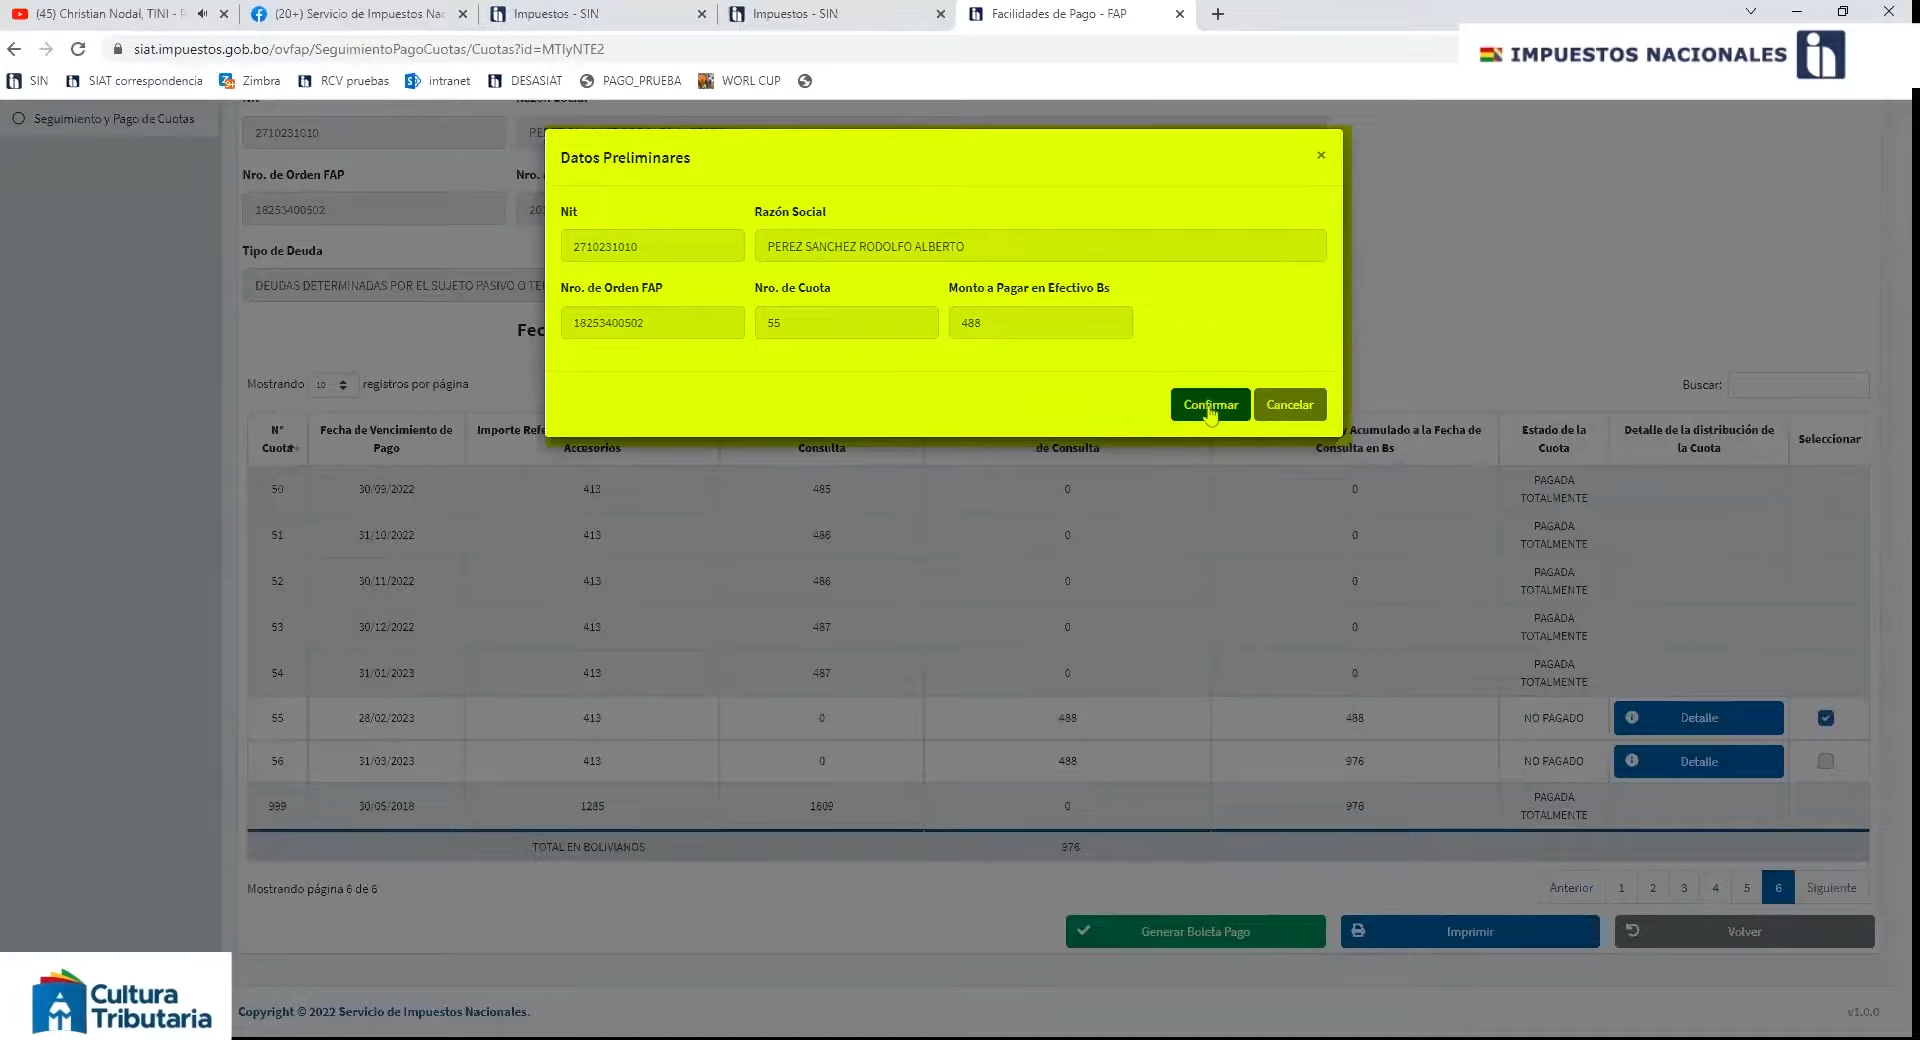 (45) Christian Nodal, TINI -
(20+) Servicio de Impuestos Nac
Impuestos - SIN
Impuestos - SIN
Facilidades de Pago - FAP
siat.impuestos.gob.bo/ovfap/SeguimientoPagoCuotas/Cuotas?id=MTIyNTE2
IMPUESTOS NACIONALES
SIN SIAT correspondencia Zimbra RCV pruebas intranet DESASIAT PAGO_PRUEBA WORL CUP
Seguimiento y Pago de Cuotas
2710231010
Nro. de Orden FAP Nro.
18253400502 201
Tipo de Deuda
DEUDAS DETERMINADAS POR EL SUJETO PASIVO O TE
Fec
Datos Preliminares ×
Nit Razón Social
2710231010 PEREZ SANCHEZ RODOLFO ALBERTO
Nro. de Orden FAP Nro. de Cuota Monto a Pagar en Efectivo Bs
18253400502 55 488
Confirmar Cancelar
Mostrando 10 registros por página Buscar:
N° Cuota Fecha de Vencimiento de Pago Importe Refe Accesorios Consulta de Consulta y Acumulado a la Fecha de Consulta en Bs Estado de la Cuota Detalle de la distribución de la Cuota Seleccionar
50 30/09/2022 413 485 0 0 PAGADA TOTALMENTE
51 31/10/2022 413 486 0 0 PAGADA TOTALMENTE
52 30/11/2022 413 486 0 0 PAGADA TOTALMENTE
53 30/12/2022 413 487 0 0 PAGADA TOTALMENTE
54 31/01/2023 413 487 0 0 PAGADA TOTALMENTE
55 28/02/2023 413 0 488 488 NO PAGADO Detalle
56 31/03/2023 413 0 488 976 NO PAGADO Detalle
999 30/05/2018 1285 1609 0 976 PAGADA TOTALMENTE
TOTAL EN BOLIVIANOS 976
Mostrando página 6 de 6 Anterior 1 2 3 4 5 6 Siguiente
Generar Boleta Pago Imprimir Volver
Cultura
Tributaria
Copyright © 2022 Servicio de Impuestos Nacionales. v1.0.0